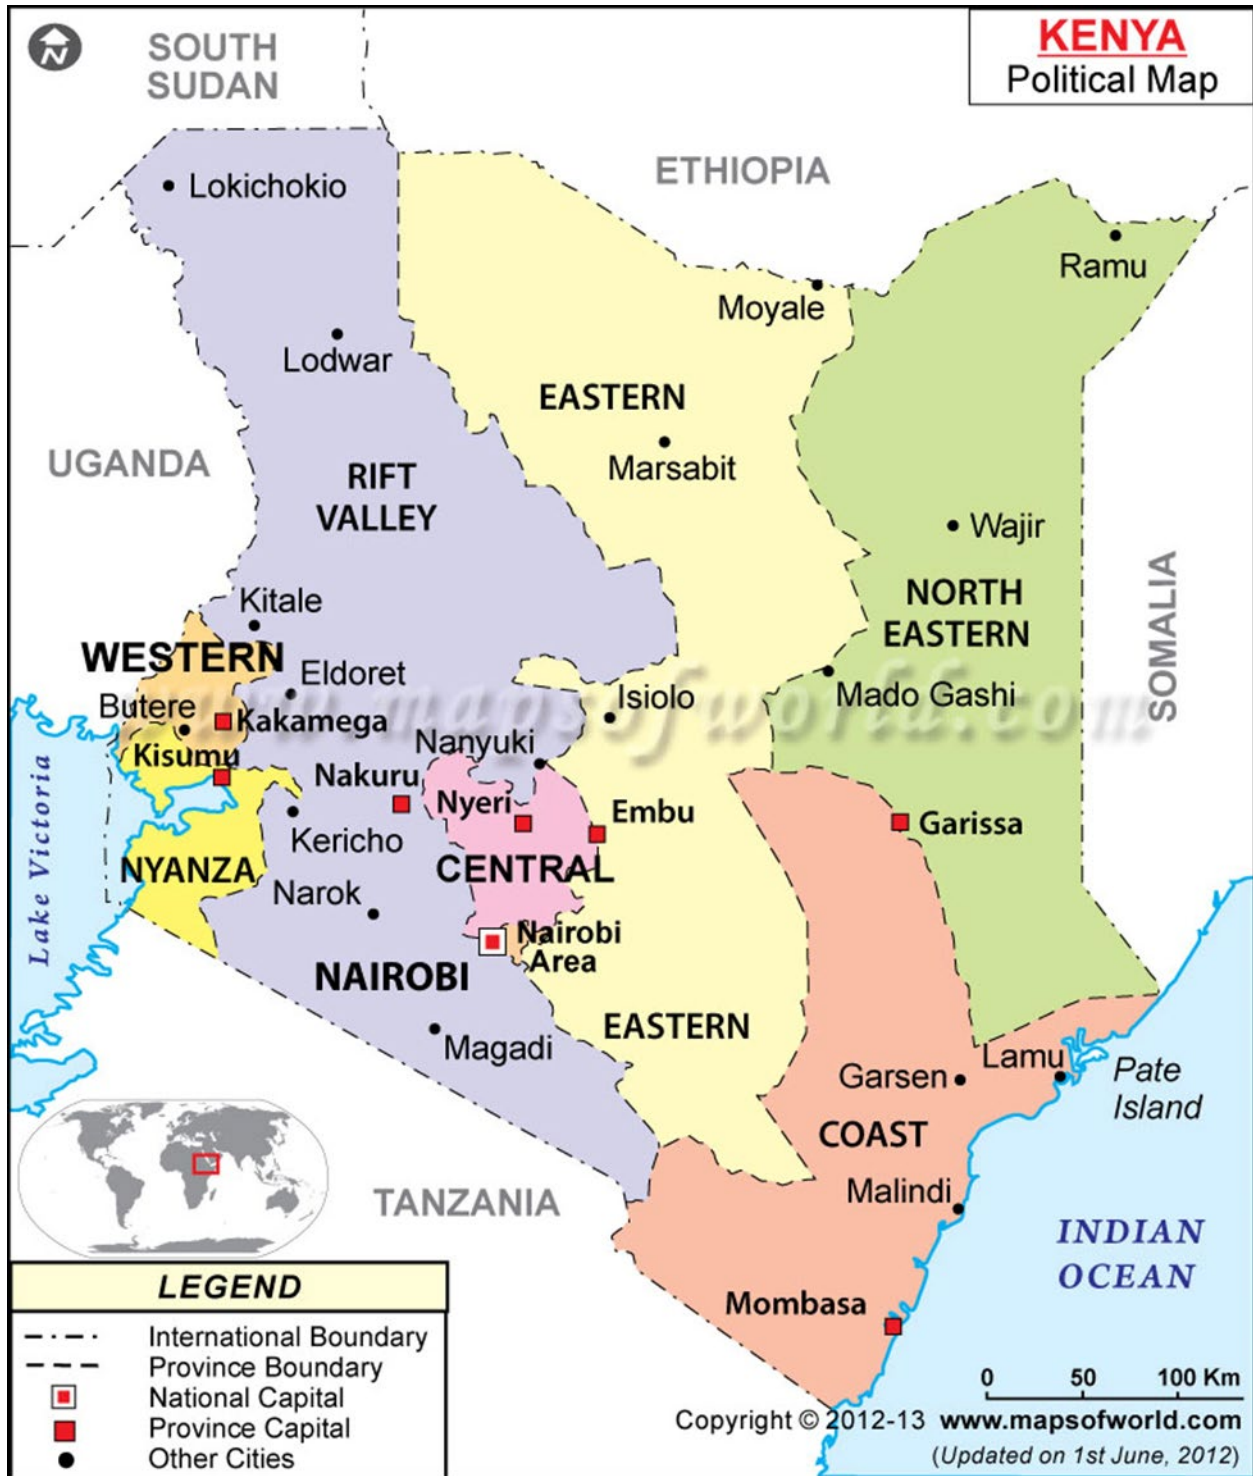 KENYA
Political Map
N
SOUTH
SUDAN
ETHIOPIA
Lokichokio
Ramu
Moyale
Lodwar
EASTERN
Marsabit
UGANDA
RIFT
VALLEY
Wajir
SOMALIA
NORTH
EASTERN
Kitale
WESTERN
Eldoret
Isiolo
Mado Gashi
www.mapsofworld.com
Butere
Kakamega
Nanyuki
Kisumu
Nakuru
Nyeri
Embu
Garissa
Lake Victoria
Kericho
CENTRAL
NYANZA
Narok
Nairobi
Area
NAIROBI
EASTERN
Magadi
Lamu
Garsen
Pate
Island
COAST
Malindi
TANZANIA
INDIAN
OCEAN
Mombasa
LEGEND
International Boundary
Province Boundary
National Capital
Province Capital
Other Cities
0 50 100 Km
Copyright © 2012-13 www.mapsofworld.com
(Updated on 1st June, 2012)